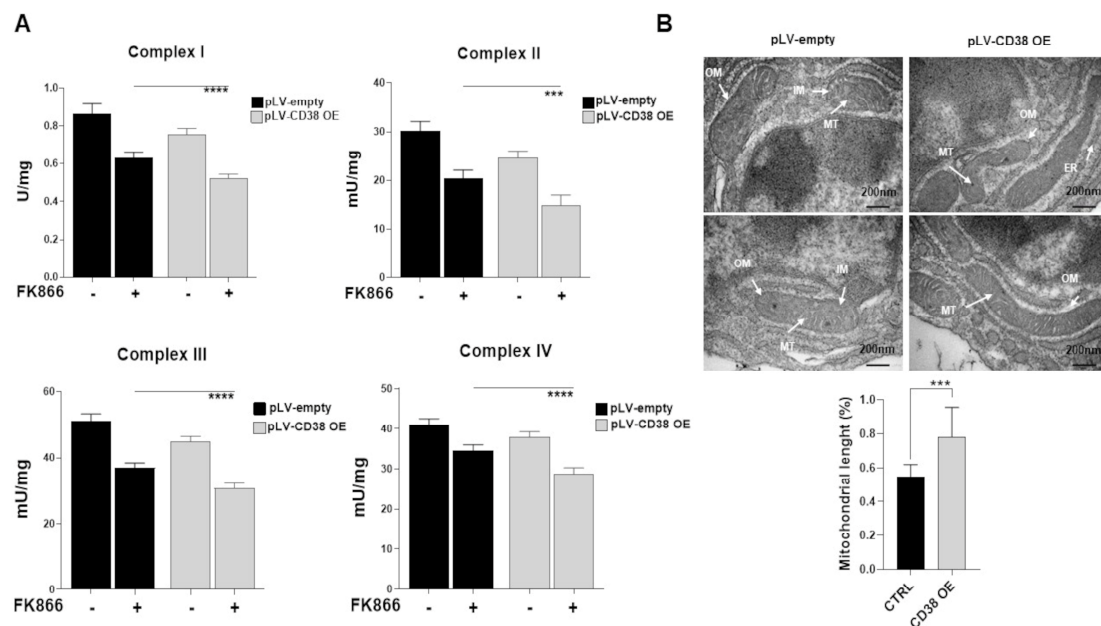 A
Complex I
1.0
0.8
0.6
0.4
0.2
0.0
U/mg
****
pLV-empty
pLV-CD38 OE
FK866 - + - +
Complex II
40
30
20
10
0
mU/mg
***
pLV-empty
pLV-CD38 OE
FK866 - + - +
Complex III
60
40
20
0
mU/mg
****
pLV-empty
pLV-CD38 OE
FK866 - + - +
Complex IV
50
40
30
20
10
0
mU/mg
****
pLV-empty
pLV-CD38 OE
FK866 - + - +
B
pLV-empty
pLV-CD38 OE
OM
IM
MT
200nm
OM
MT
ER
200nm
OM
IM
MT
200nm
OM
MT
200nm
Mitochondrial lenght (%)
1.0
0.8
0.6
0.4
0.2
0.0
***
CTRL
CD38 OE